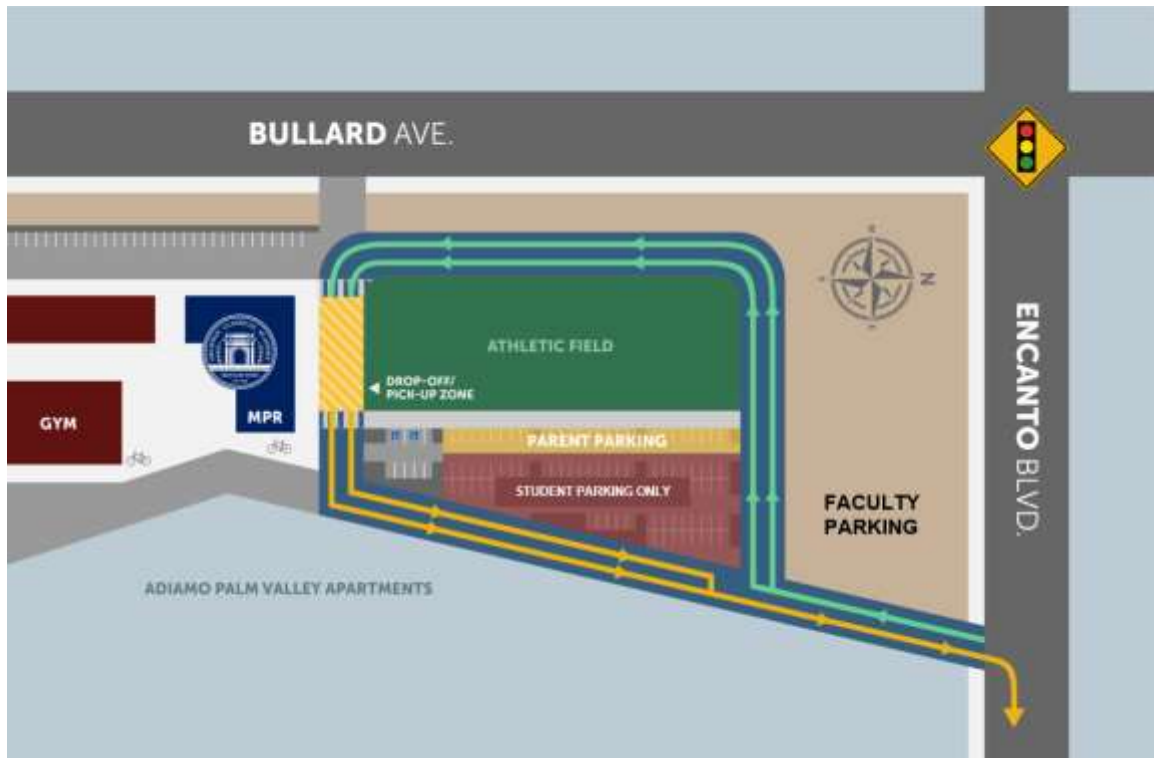 BULLARD AVE.
N
ENCANTO BLVD.
ATHLETIC FIELD
DROP-OFF/
PICK-UP ZONE
GYM
MPR
PARENT PARKING
STUDENT PARKING ONLY
FACULTY
PARKING
ADIAMO PALM VALLEY APARTMENTS